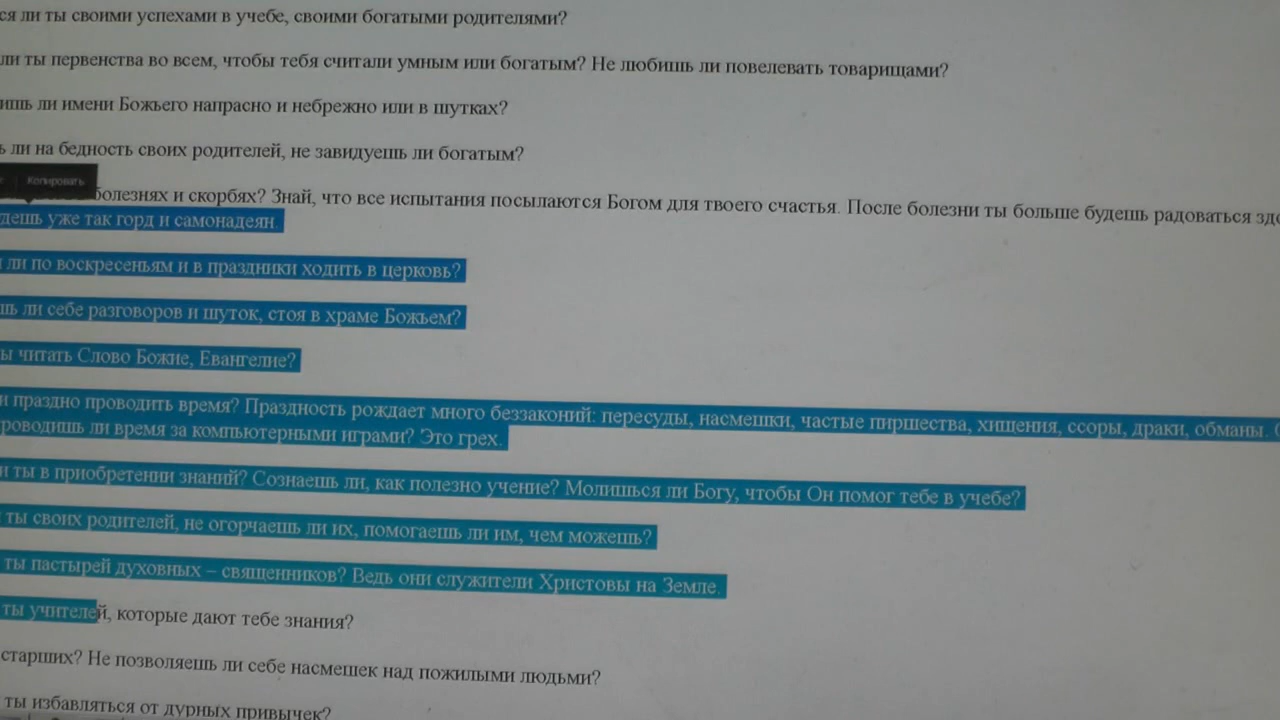 ся ли ты своими успехами в учебе, своими богатыми родителями?
ли ты первенства во всем, чтобы тебя считали умным или богатым? Не любишь ли повелевать товарищами?
ишь ли имени Божьего напрасно и небрежно или в шутках?
ь ли на бедность своих родителей, не завидуешь ли богатым?
Копировать
болезнях и скорбях? Знай, что все испытания посылаются Богом для твоего счастья. После болезни ты больше будешь радоваться здо
дешь уже так горд и самонадеян.
ли по воскресеньям и в праздники ходить в церковь?
шь ли себе разговоров и шуток, стоя в храме Божьем?
ы читать Слово Божие, Евангелие?
и праздно проводить время? Праздность рождает много беззаконий: пересуды, насмешки, частые пиршества, хищения, ссоры, драки, обманы.
роводишь ли время за компьютерными играми? Это грех.
и ты в приобретении знаний? Сознаешь ли, как полезно учение? Молишься ли Богу, чтобы Он помог тебе в учебе?
ты своих родителей, не огорчаешь ли их, помогаешь ли им, чем можешь?
ты пастырей духовных – священников? Ведь они служители Христовы на Земле.
ты учителей, которые дают тебе знания?
старших? Не позволяешь ли себе насмешек над пожилыми людьми?
ты избавляться от дурных привычек?